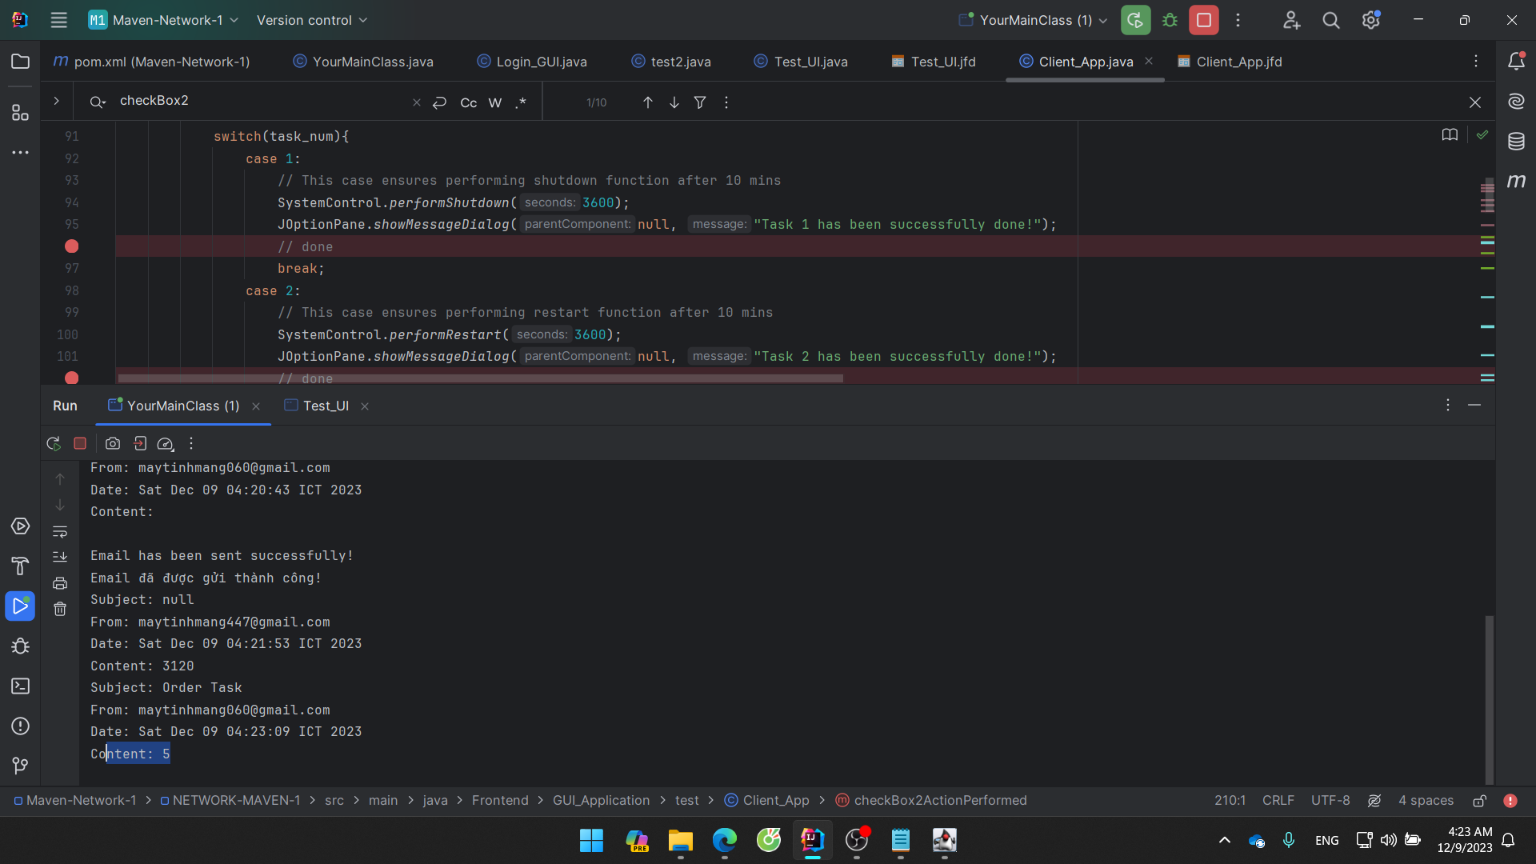 M1 Maven-Network-1 Version control YourMainClass (1)
m pom.xml (Maven-Network-1) YourMainClass.java Login_GUI.java test2.java Test_UI.java Test_UI.jfd Client_App.java Client_App.jfd
checkBox2 Cc W .* 1/10
91 switch(task_num){
92 case 1:
93 // This case ensures performing shutdown function after 10 mins
94 SystemControl.performShutdown( seconds: 3600);
95 JOptionPane.showMessageDialog( parentComponent: null, message: "Task 1 has been successfully done!");
// done
97 break;
98 case 2:
99 // This case ensures performing restart function after 10 mins
100 SystemControl.performRestart( seconds: 3600);
101 JOptionPane.showMessageDialog( parentComponent: null, message: "Task 2 has been successfully done!");
// done
Run YourMainClass (1) Test_UI
From: maytinhmang060@gmail.com
Date: Sat Dec 09 04:20:43 ICT 2023
Content:
Email has been sent successfully!
Email đã được gửi thành công!
Subject: null
From: maytinhmang447@gmail.com
Date: Sat Dec 09 04:21:53 ICT 2023
Content: 3120
Subject: Order Task
From: maytinhmang060@gmail.com
Date: Sat Dec 09 04:23:09 ICT 2023
Content: 5
Maven-Network-1 > NETWORK-MAVEN-1 > src > main > java > Frontend > GUI_Application > test > Client_App > checkBox2ActionPerformed 210:1 CRLF UTF-8 4 spaces
ENG 4:23 AM
12/9/2023